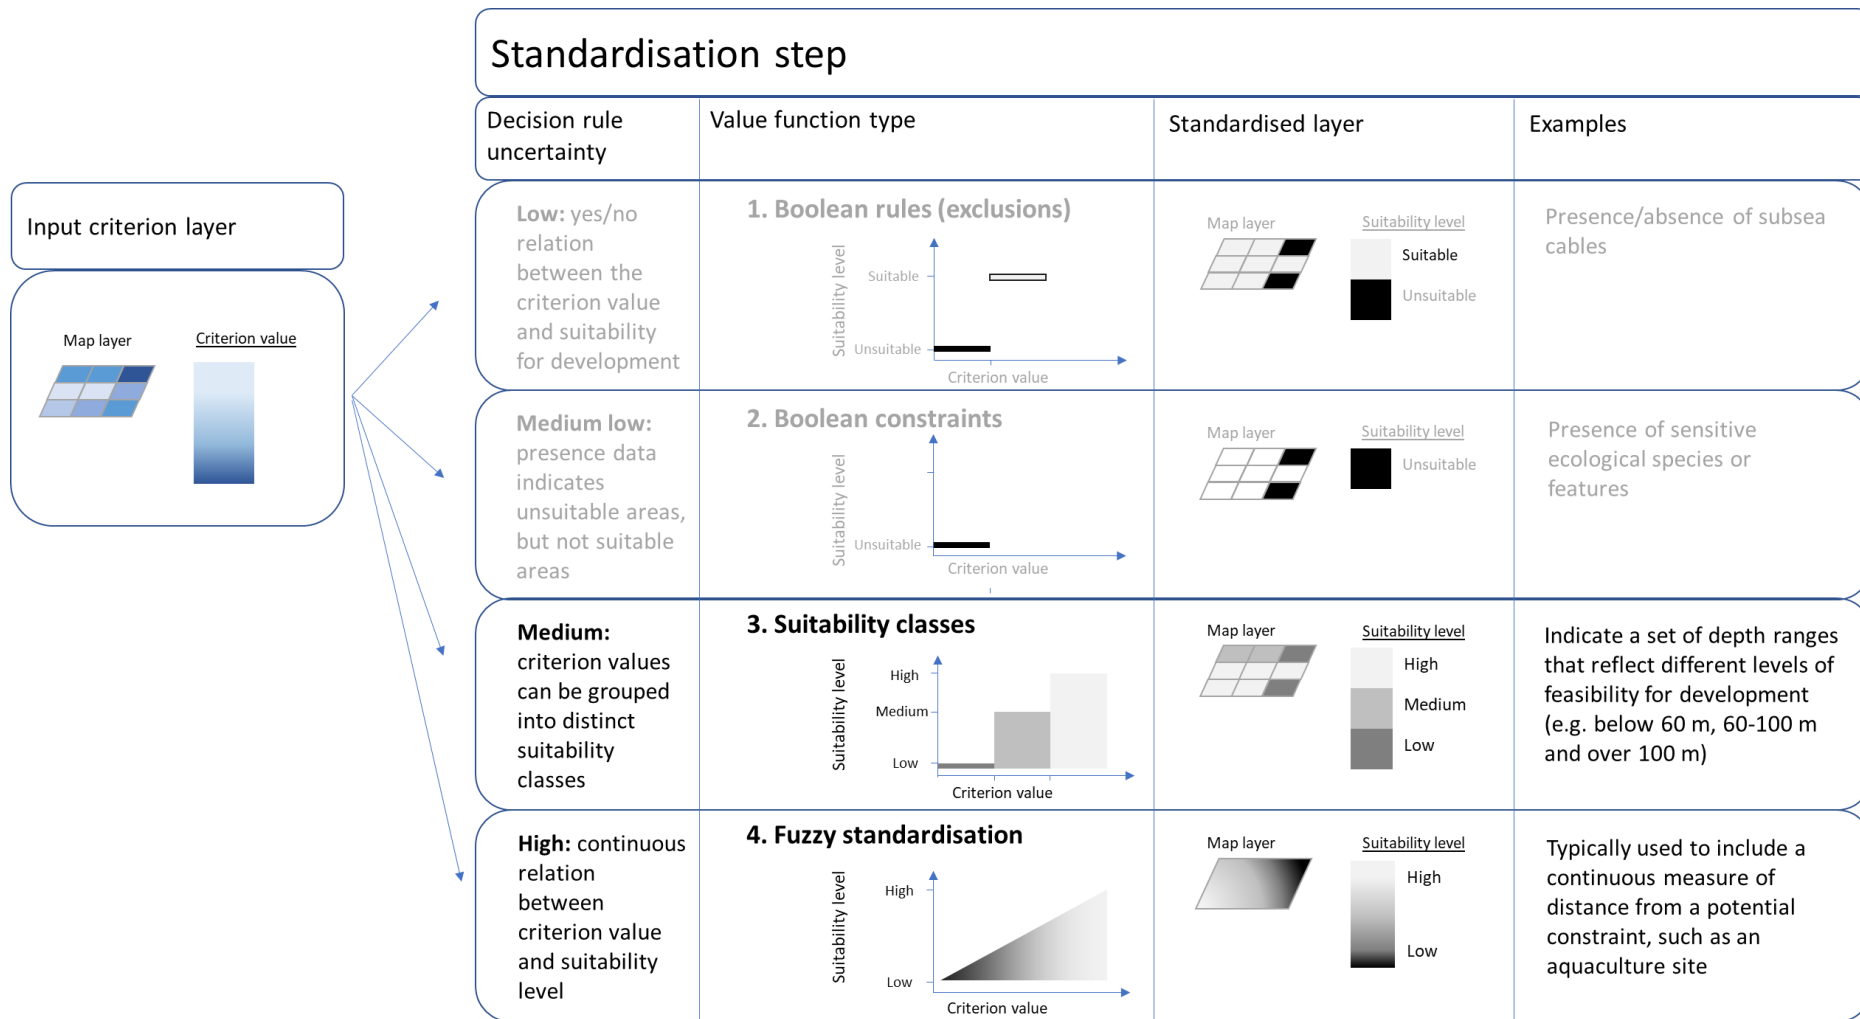 Standardisation step
Decision rule
uncertainty
Value function type
Standardised layer
Examples
Input criterion layer
Map layer
Criterion value
Low: yes/no
relation
between the
criterion value
and suitability
for development
1. Boolean rules (exclusions)
Suitability level
Suitable
Unsuitable
Criterion value
Map layer
Suitability level
Suitable
Unsuitable
Presence/absence of subsea
cables
Medium low:
presence data
indicates
unsuitable areas,
but not suitable
areas
2. Boolean constraints
Suitability level
Unsuitable
Criterion value
Map layer
Suitability level
Unsuitable
Presence of sensitive
ecological species or
features
Medium:
criterion values
can be grouped
into distinct
suitability
classes
3. Suitability classes
Suitability level
High
Medium
Low
Criterion value
Map layer
Suitability level
High
Medium
Low
Indicate a set of depth ranges
that reflect different levels of
feasibility for development
(e.g. below 60 m, 60-100 m
and over 100 m)
High: continuous
relation
between
criterion value
and suitability
level
4. Fuzzy standardisation
Suitability level
High
Low
Criterion value
Map layer
Suitability level
High
Low
Typically used to include a
continuous measure of
distance from a potential
constraint, such as an
aquaculture site